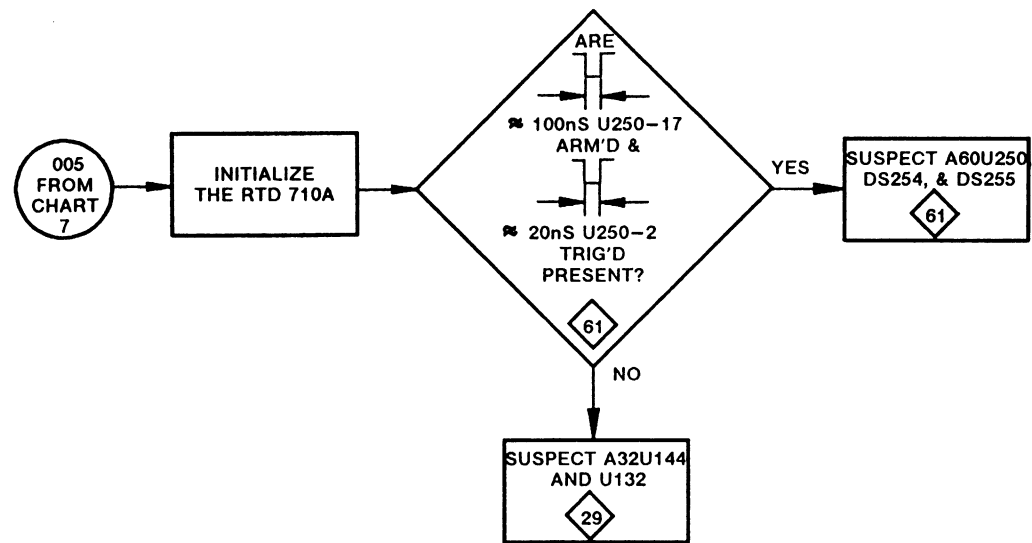 005
FROM
CHART
7
INITIALIZE
THE RTD 710A
ARE
≈ 100nS U250-17
ARM'D &
≈ 20nS U250-2
TRIG'D
PRESENT?
61
YES
SUSPECT A60U250,
DS254, & DS255
61
NO
SUSPECT A32U144
AND U132
29